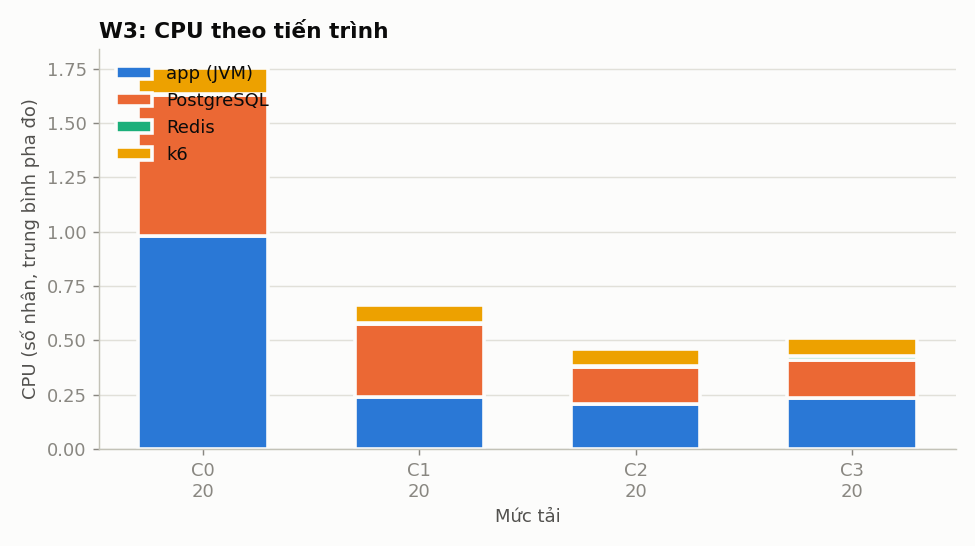 W3: CPU theo tiến trình
CPU (số nhân, trung bình pha đo)
1.75
1.50
1.25
1.00
0.75
0.50
0.25
0.00
app (JVM)
PostgreSQL
Redis
k6
C0
20
C1
20
C2
20
C3
20
Mức tải